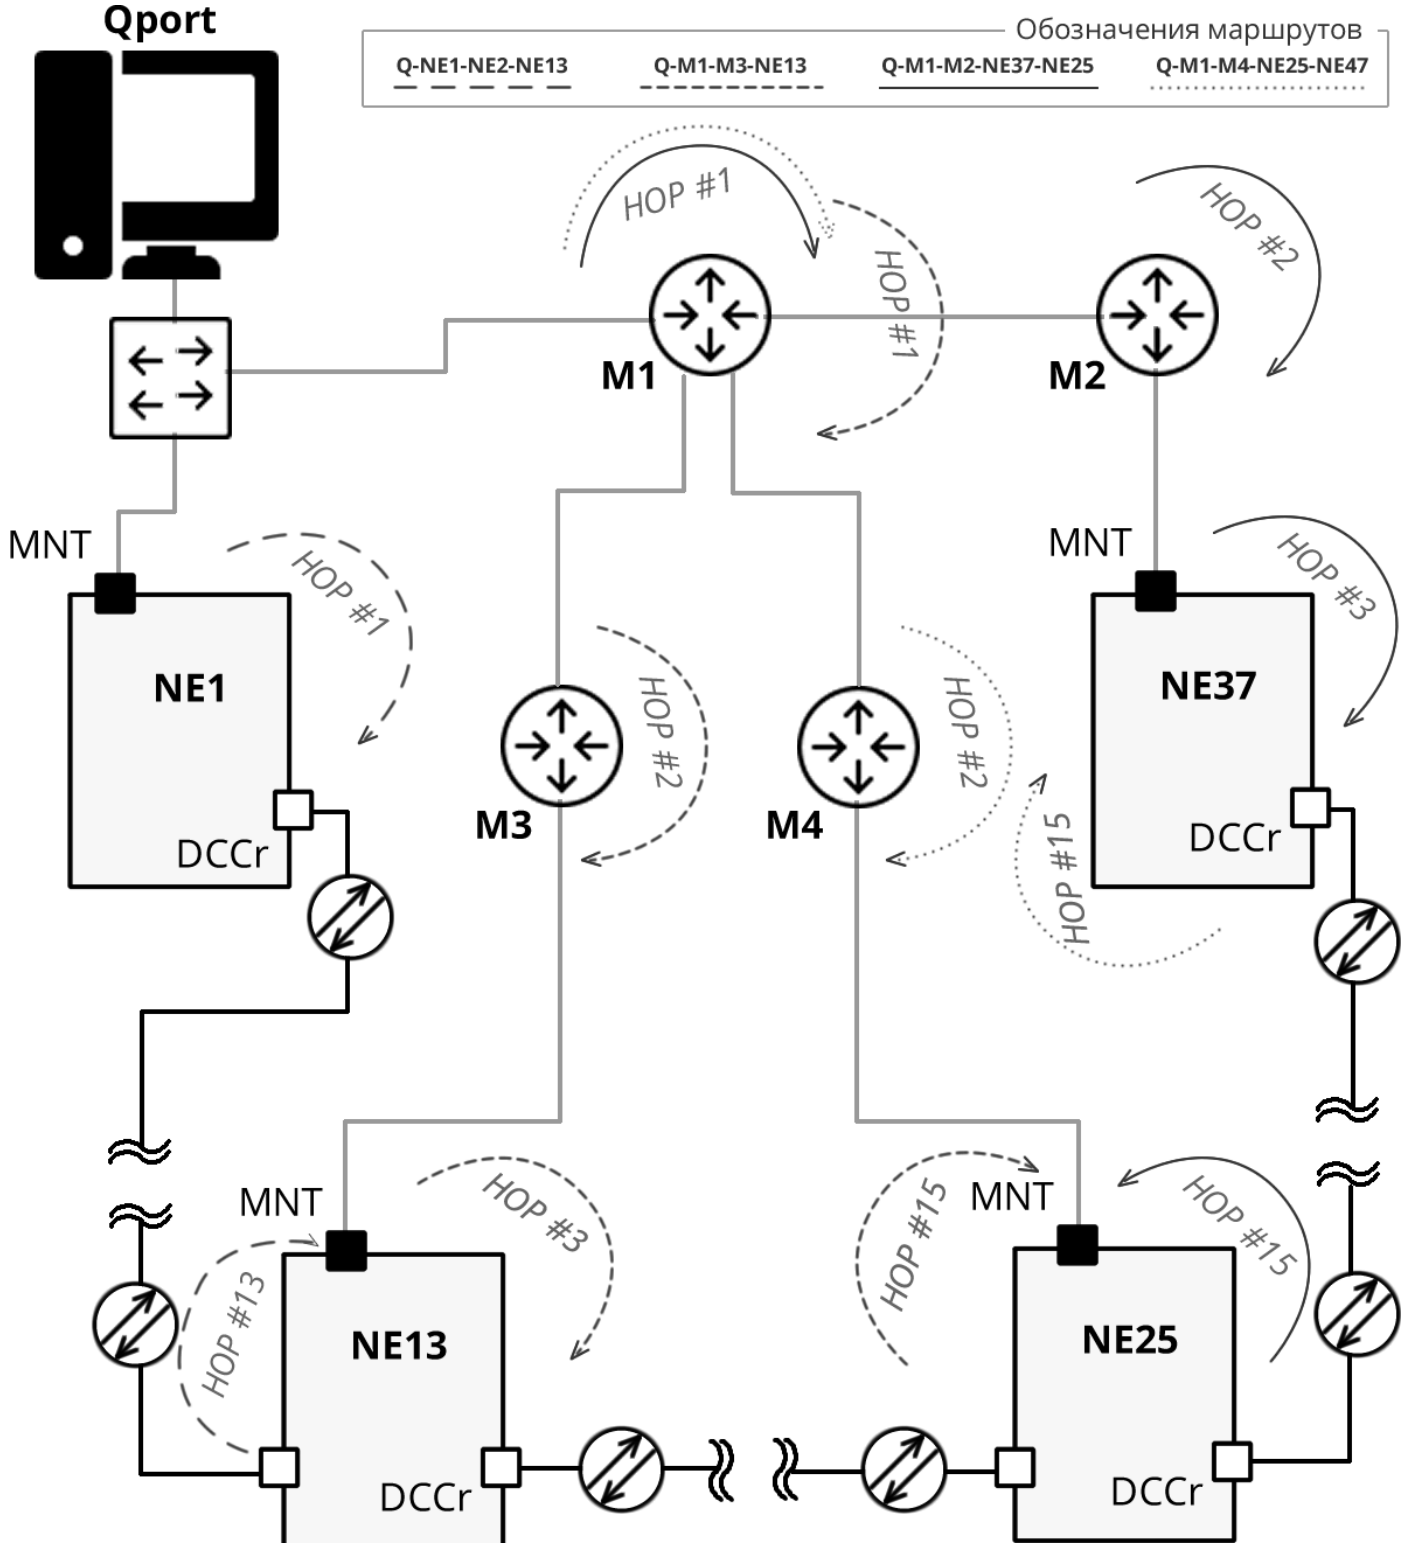 Qport
Обозначения маршрутов
Q-NE1-NE2-NE13
Q-M1-M3-NE13
Q-M1-M2-NE37-NE25
Q-M1-M4-NE25-NE47
HOP #1
HOP #1
HOP #2
M1
M2
MNT
MNT
HOP #1
HOP #3
NE1
NE37
HOP #2
HOP #2
M3
M4
DCCr
DCCr
HOP #15
MNT
HOP #3
HOP #15
MNT
HOP #15
HOP #13
NE13
NE25
DCCr
DCCr